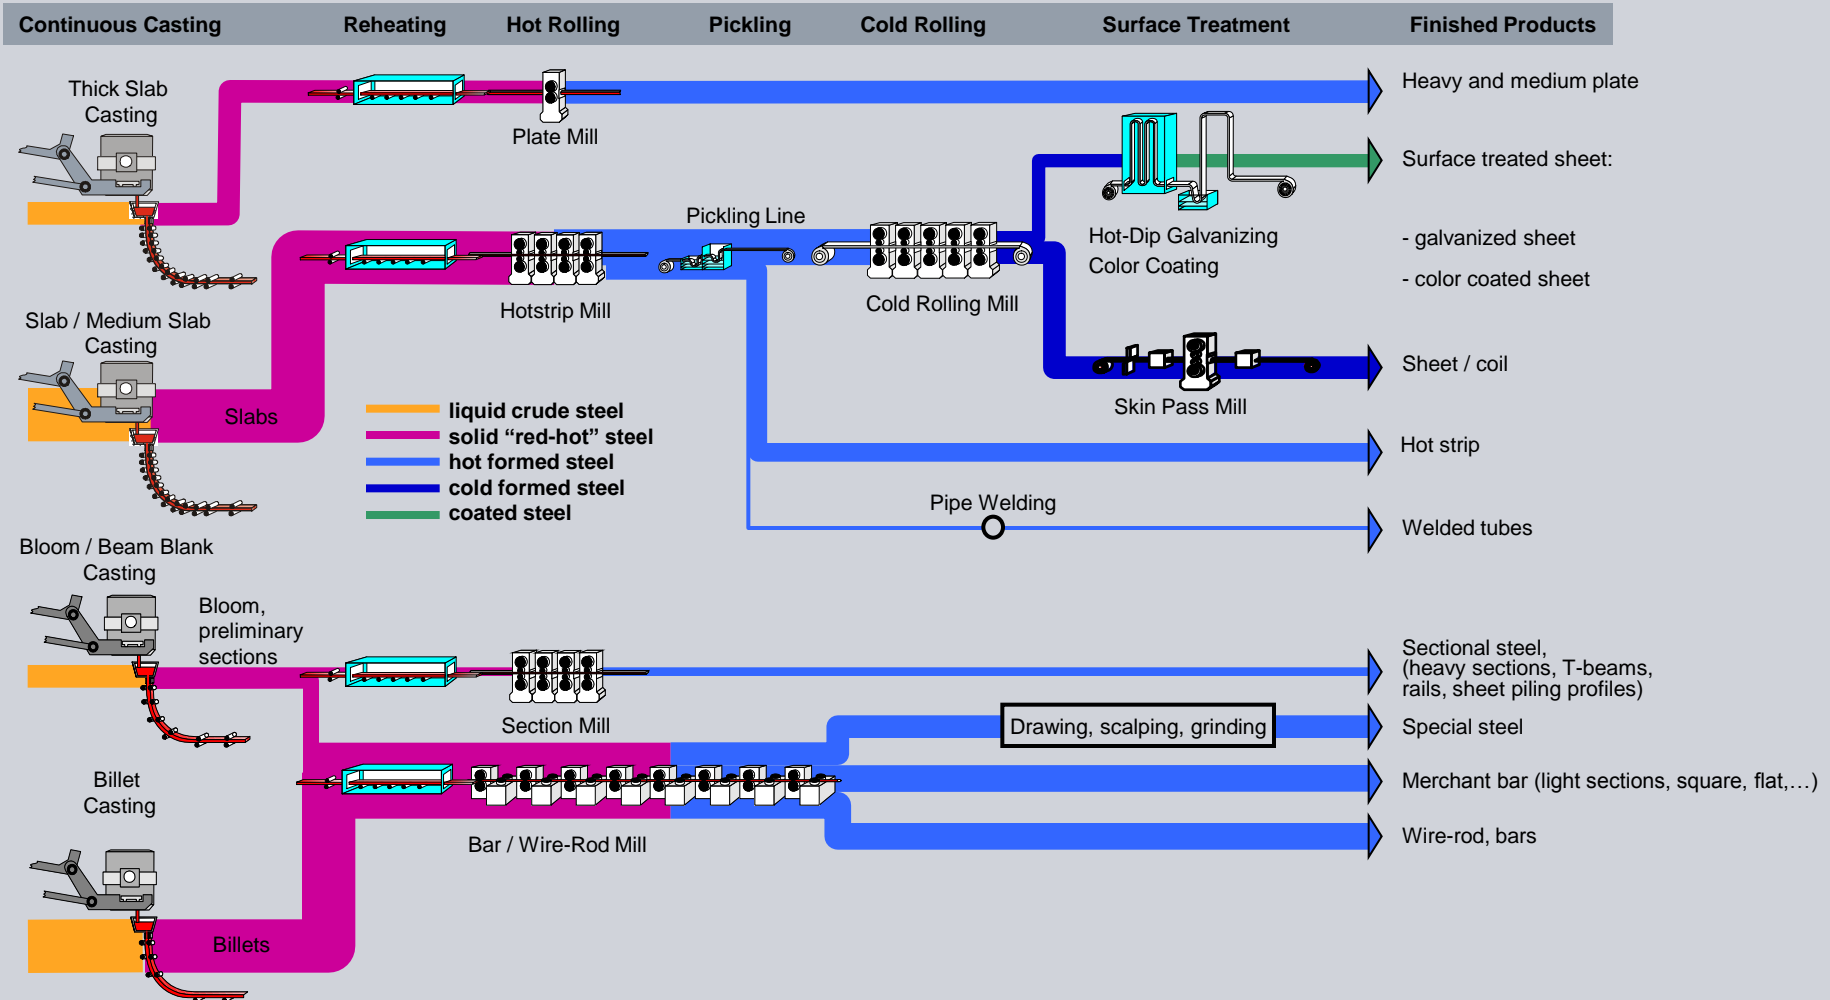 Continuous Casting
Reheating
Hot Rolling
Pickling
Cold Rolling
Surface Treatment
Finished Products
Thick Slab
Casting
Plate Mill
Heavy and medium plate
Surface treated sheet:
- galvanized sheet
- color coated sheet
Pickling Line
Hot-Dip Galvanizing
Color Coating
Hotstrip Mill
Cold Rolling Mill
Slab / Medium Slab
Casting
Slabs
Sheet / coil
Skin Pass Mill
liquid crude steel
solid “red-hot” steel
hot formed steel
cold formed steel
coated steel
Hot strip
Pipe Welding
Welded tubes
Bloom / Beam Blank
Casting
Bloom,
preliminary
sections
Section Mill
Sectional steel,
(heavy sections, T-beams,
rails, sheet piling profiles)
Drawing, scalping, grinding
Special steel
Billet
Casting
Merchant bar (light sections, square, flat,…)
Bar / Wire-Rod Mill
Wire-rod, bars
Billets